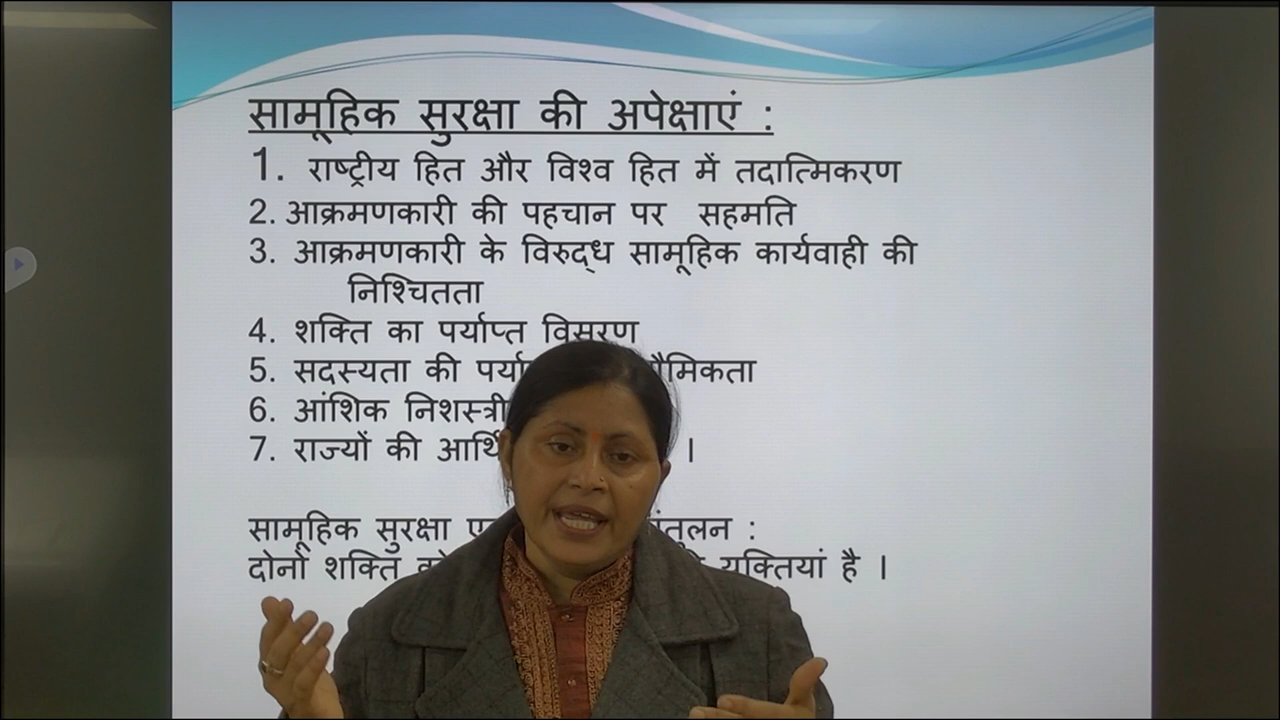 सामूहिक सुरक्षा की अपेक्षाएं :
1. राष्ट्रीय हित और विश्व हित में तदात्मिकरण
2. आक्रमणकारी की पहचान पर सहमति
3. आक्रमणकारी के विरुद्ध सामूहिक कार्यवाही की
निश्चितता
4. शक्ति का पर्याप्त विसरण
5. सदस्यता की
6. आंशिक
7. राज्यों की ।
सामूहिक सुरक्षा :
दोनों शक्ति युक्तियां है ।